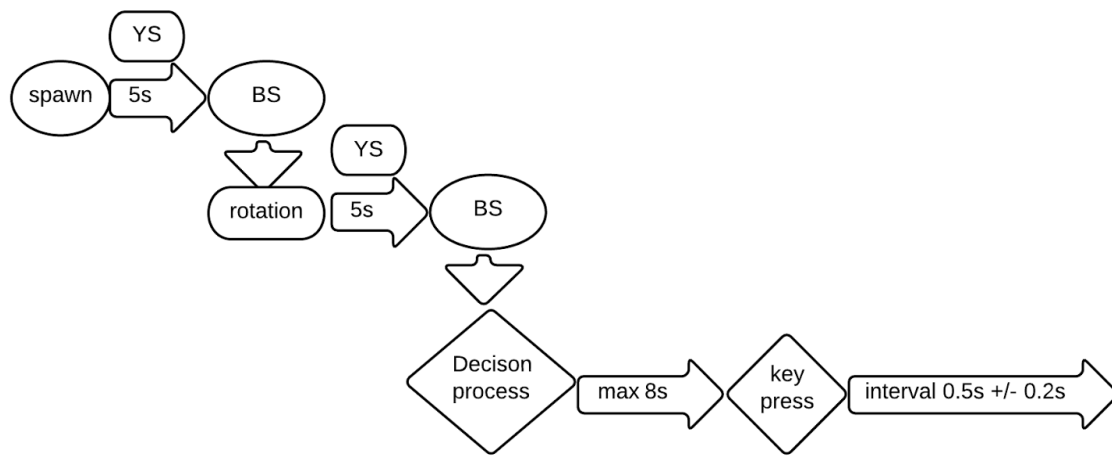 YS
spawn
5s
BS
YS
rotation
5s
BS
Decison
process
max 8s
key
press
interval 0.5s +/- 0.2s